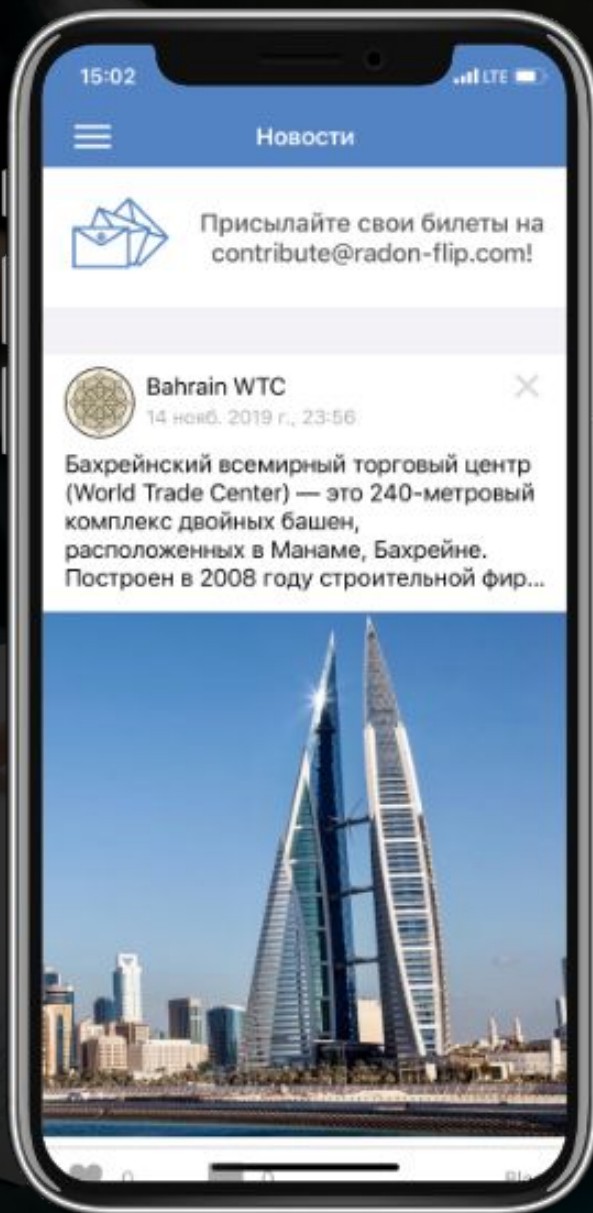 15:02
LTE
Новости
Присылайте свои билеты на
contribute@radon-flip.com!
Bahrain WTC
14 нояб. 2019 г., 23:56
Бахрейнский всемирный торговый центр
(World Trade Center) — это 240-метровый
комплекс двойных башен,
расположенных в Манаме, Бахрейне.
Построен в 2008 году строительной фир...